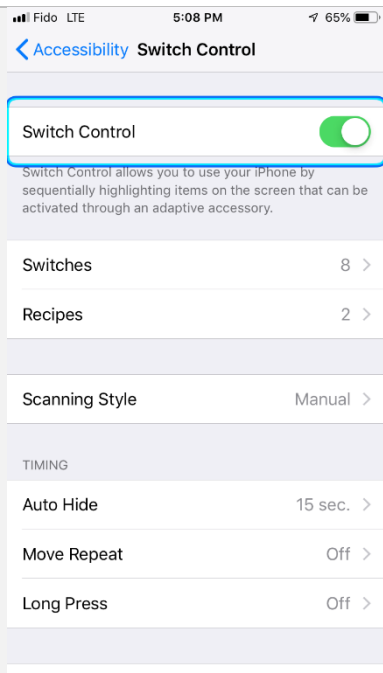 Fido LTE 5:08 PM 65%
Accessibility Switch Control
Switch Control
Switch Control allows you to use your iPhone by
sequentially highlighting items on the screen that can be
activated through an adaptive accessory.
Switches 8
Recipes 2
Scanning Style Manual
TIMING
Auto Hide 15 sec.
Move Repeat Off
Long Press Off